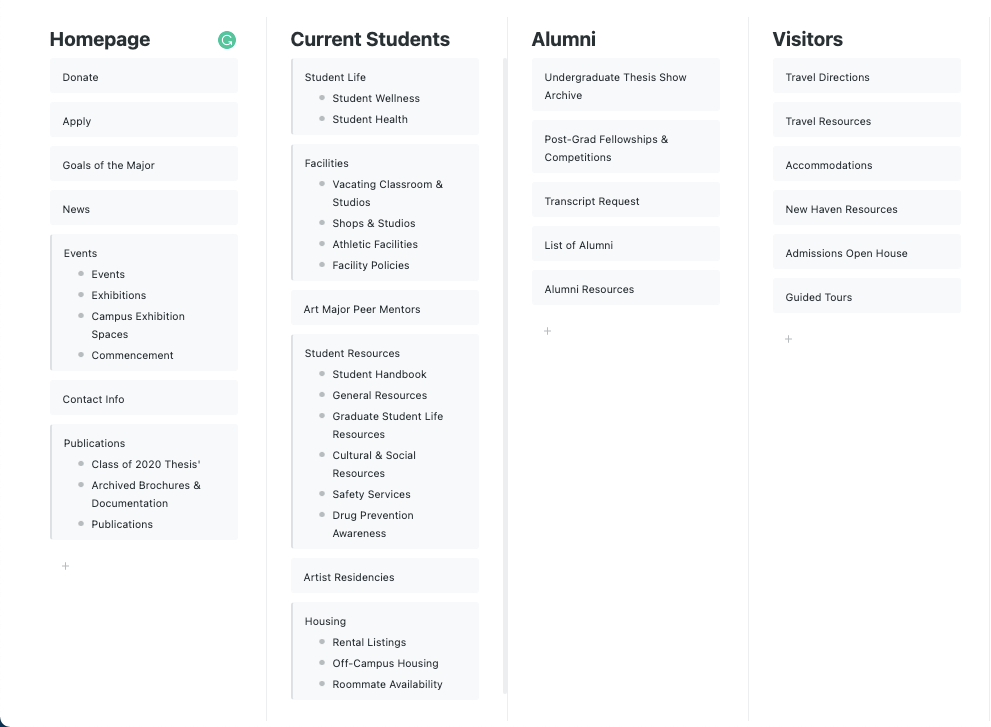 Homepage
Donate
Apply
Goals of the Major
News
Events
Events
Exhibitions
Campus Exhibition
Spaces
Commencement
Contact Info
Publications
Class of 2020 Thesis'
Archived Brochures &
Documentation
Publications
+
Current Students
Student Life
Student Wellness
Student Health
Facilities
Vacating Classroom &
Studios
Shops & Studios
Athletic Facilities
Facility Policies
Art Major Peer Mentors
Student Resources
Student Handbook
General Resources
Graduate Student Life
Resources
Cultural & Social
Resources
Safety Services
Drug Prevention
Awareness
Artist Residencies
Housing
Rental Listings
Off-Campus Housing
Roommate Availability
Alumni
Undergraduate Thesis Show
Archive
Post-Grad Fellowships &
Competitions
Transcript Request
List of Alumni
Alumni Resources
+
Visitors
Travel Directions
Travel Resources
Accommodations
New Haven Resources
Admissions Open House
Guided Tours
+